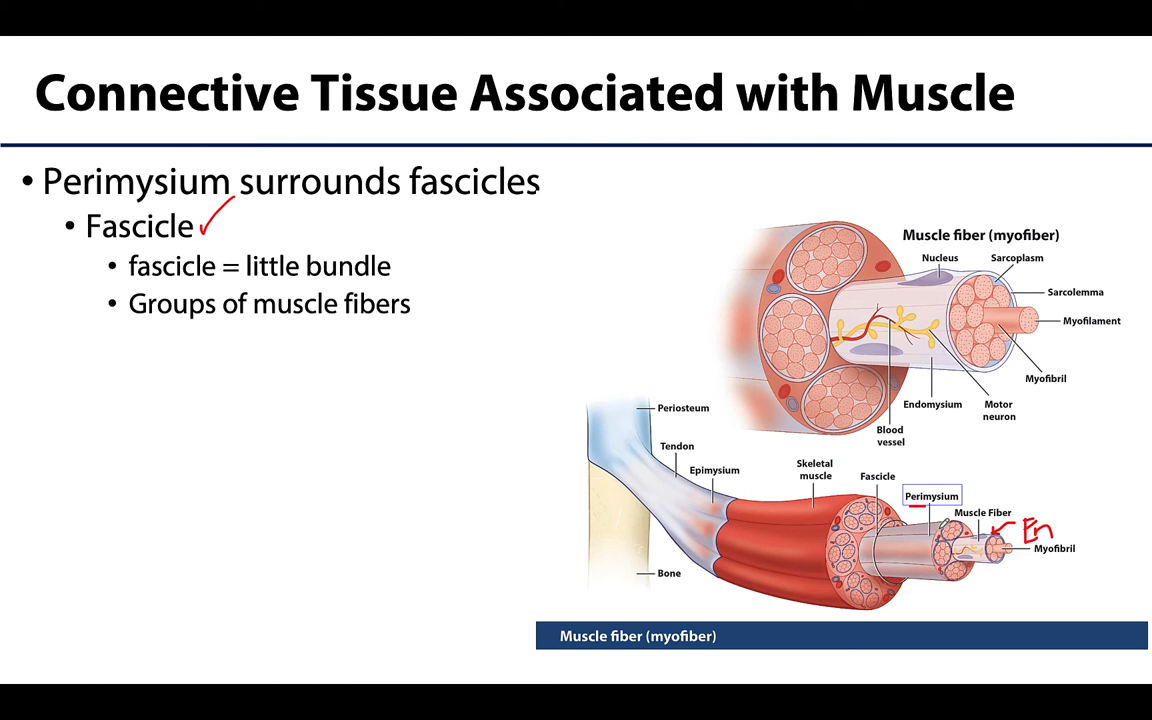 Connective Tissue Associated with Muscle
• Perimysium surrounds fascicles
• Fascicle
• fascicle = little bundle
• Groups of muscle fibers
Muscle fiber (myofiber)
Nucleus
Sarcoplasm
Sarcolemma
Myofilament
Myofibril
Endomysium
Motor
neuron
Blood
vessel
Periosteum
Tendon
Epimysium
Skeletal
muscle
Fascicle
Perimysium
Muscle Fiber
En
Myofibril
Bone
Muscle fiber (myofiber)